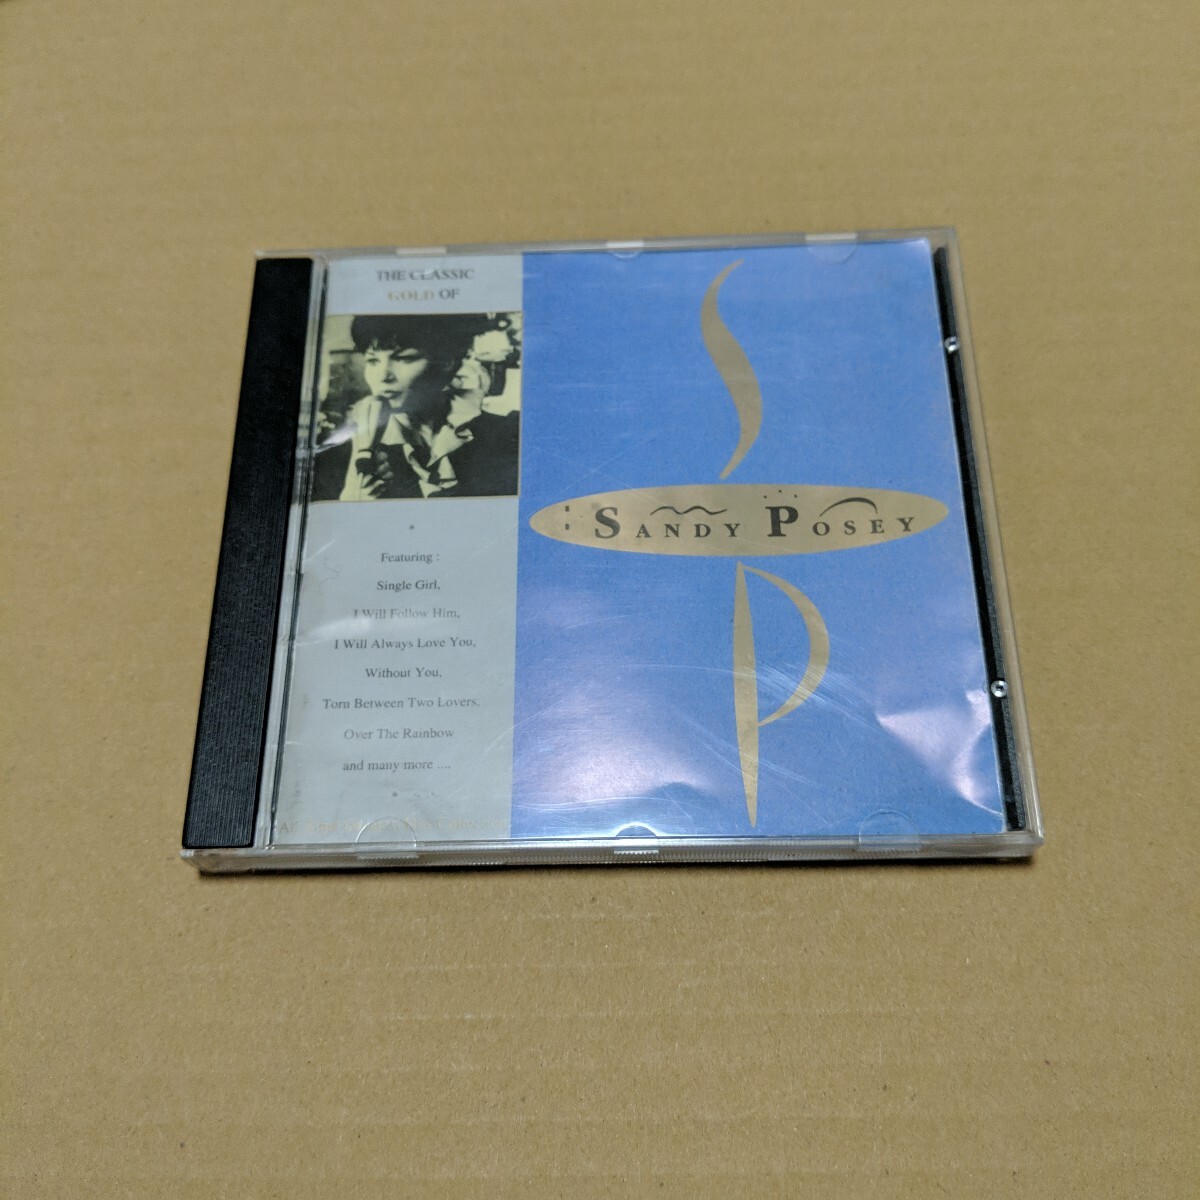 THE CLASSIC
GOLD OF
Featuring :
Single Girl,
I Will Follow Him,
I Will Always Love You,
Without You,
Torn Between Two Lovers,
Over The Rainbow
and many more ....
S
SANDY POSEY
P